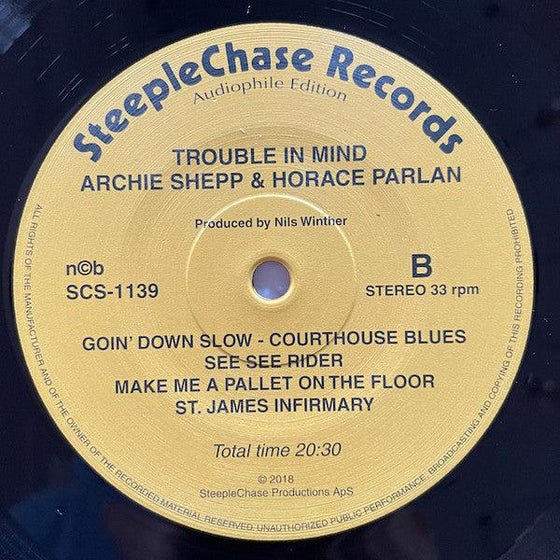 SteepleChase Records
Audiophile Edition
TROUBLE IN MIND
ARCHIE SHEPP & HORACE PARLAN
Produced by Nils Winther
n©b
SCS-1139
B
STEREO 33 rpm
GOIN' DOWN SLOW - COURTHOUSE BLUES
SEE SEE RIDER
MAKE ME A PALLET ON THE FLOOR
ST. JAMES INFIRMARY
Total time 20:30
© 2018
SteepleChase Productions ApS
ALL RIGHTS OF THE MANUFACTURER AND OF THE OWNER OF THE RECORDED MATERIAL RESERVED. UNAUTHORIZED PUBLIC PERFORMANCE, BROADCASTING AND COPYING OF THIS RECORDING PROHIBITED